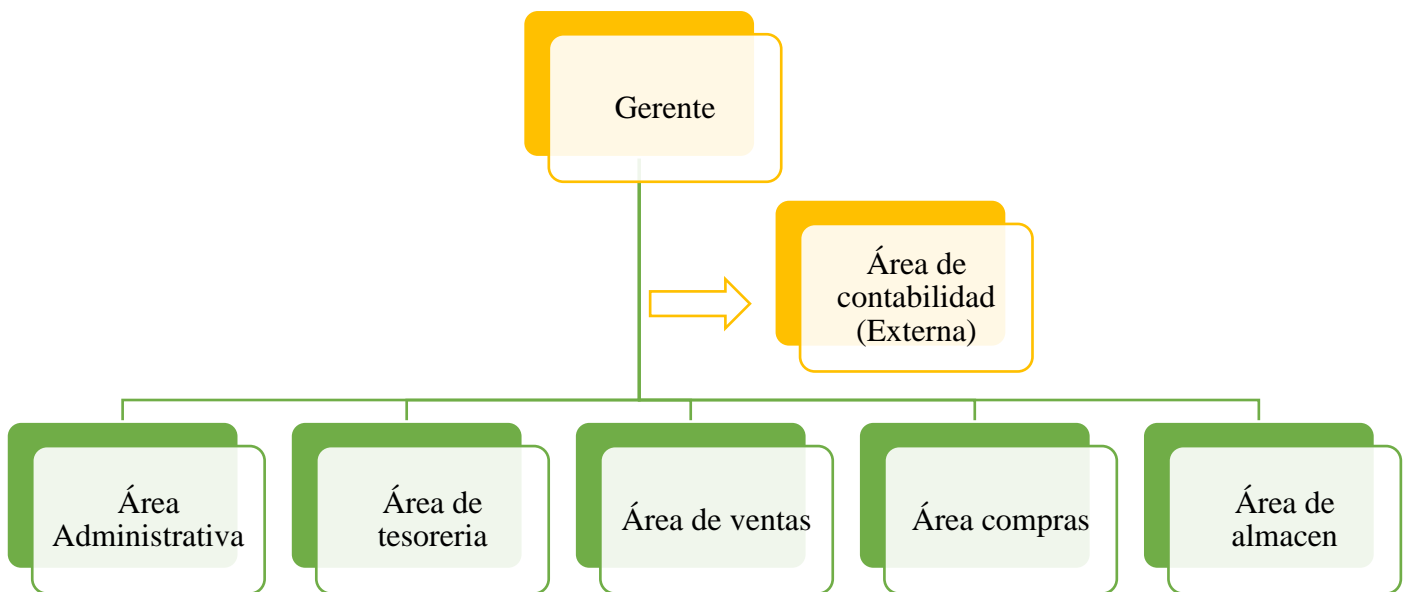 Gerente
Área de
contabilidad
(Externa)
Área
Administrativa
Área de
tesoreria
Área de ventas
Área compras
Área de
almacen